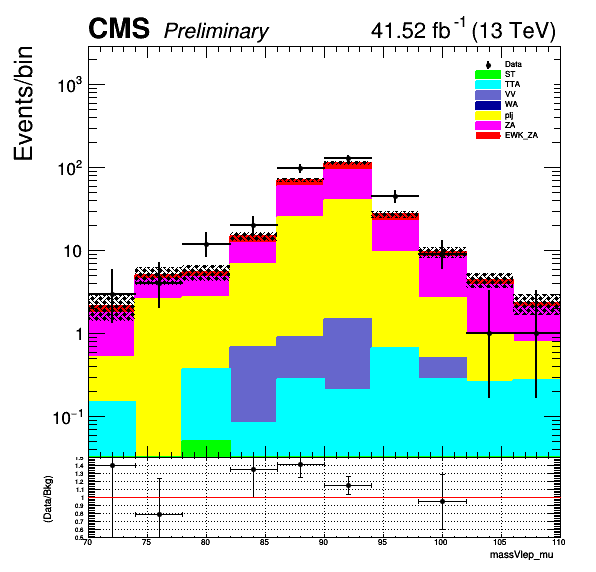 CMS Preliminary 41.52 fb⁻¹ (13 TeV)
Events/bin
10³
10²
10
1
10⁻¹
Data
ST
TTA
VV
WA
plj
ZA
EWK_ZA
(Data/Bkg)
1.5
1.4
1.3
1.2
1.1
1
0.9
0.8
0.7
0.6
0.5
70 75 80 85 90 95 100 105 110
massVlep_mu